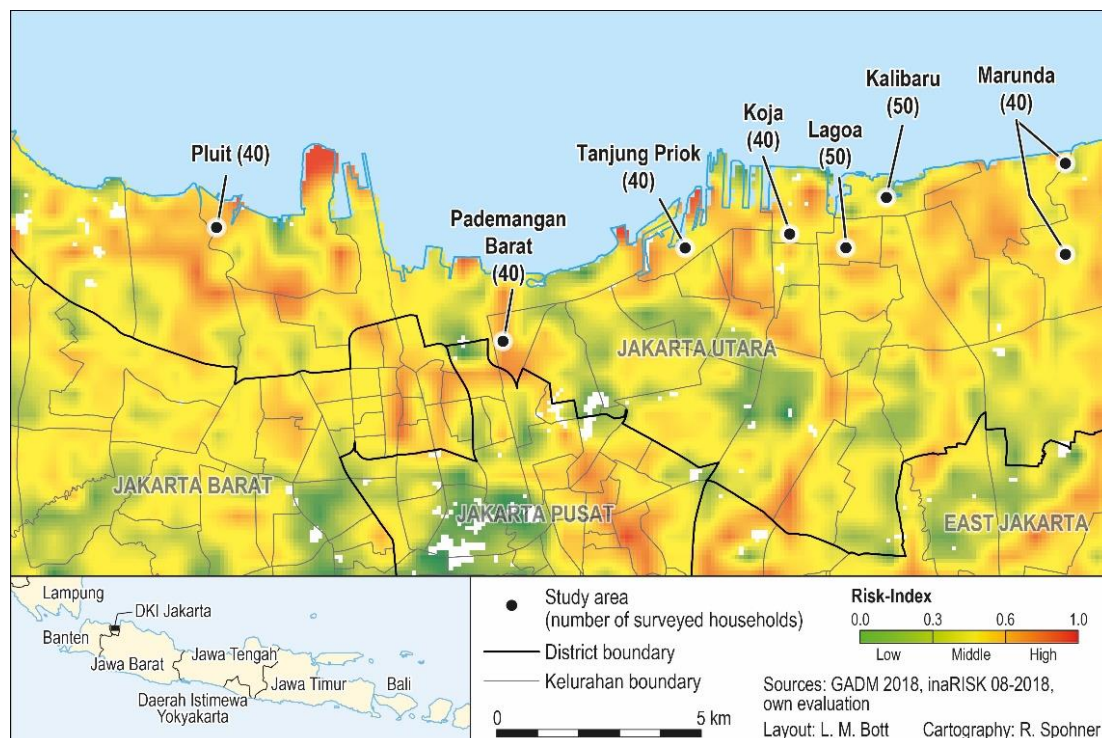 Kalibaru
(50)
Marunda
(40)
Koja
(40)
Lagoa
(50)
Pluit (40)
Tanjung Priok
(40)
Pademangan
Barat
(40)
JAKARTA UTARA
JAKARTA BARAT
JAKARTA PUSAT
EAST JAKARTA
Lampung
DKI Jakarta
Banten
Jawa Barat
Jawa Tengah
Jawa Timur
Bali
Daerah Istimewa
Yokyakarta
Study area
(number of surveyed households)
District boundary
Kelurahan boundary
0 5 km
Risk-Index
0.0 0.3 0.6 1.0
Low Middle High
Sources: GADM 2018, inaRISK 08-2018,
own evaluation
Layout: L. M. Bott Cartography: R. Spohner